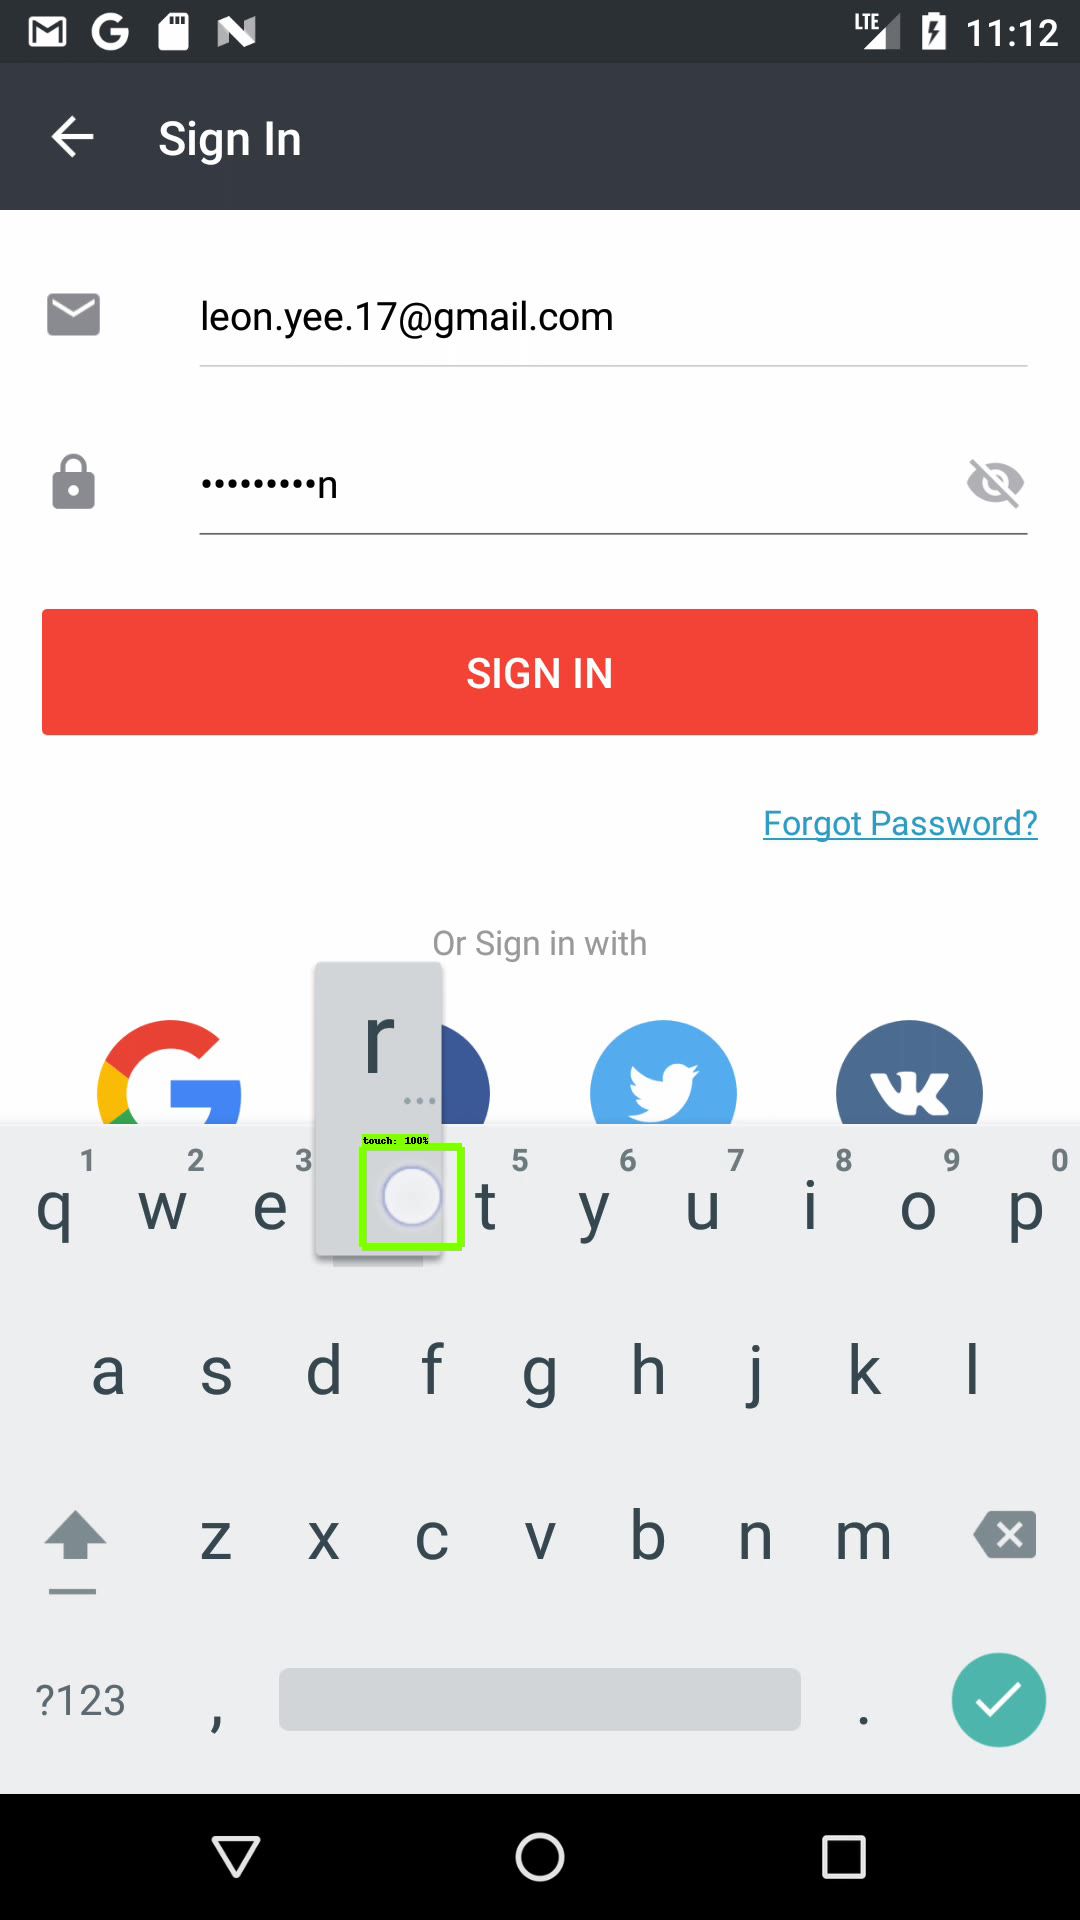 LTE 11:12
Sign In
leon.yee.17@gmail.com
•••••••••n
SIGN IN
Forgot Password?
Or Sign in with
r
...
touch: 100%
1 2 3 5 6 7 8 9 0
q w e t y u i o p
a s d f g h j k l
z x c v b n m
?123 , .